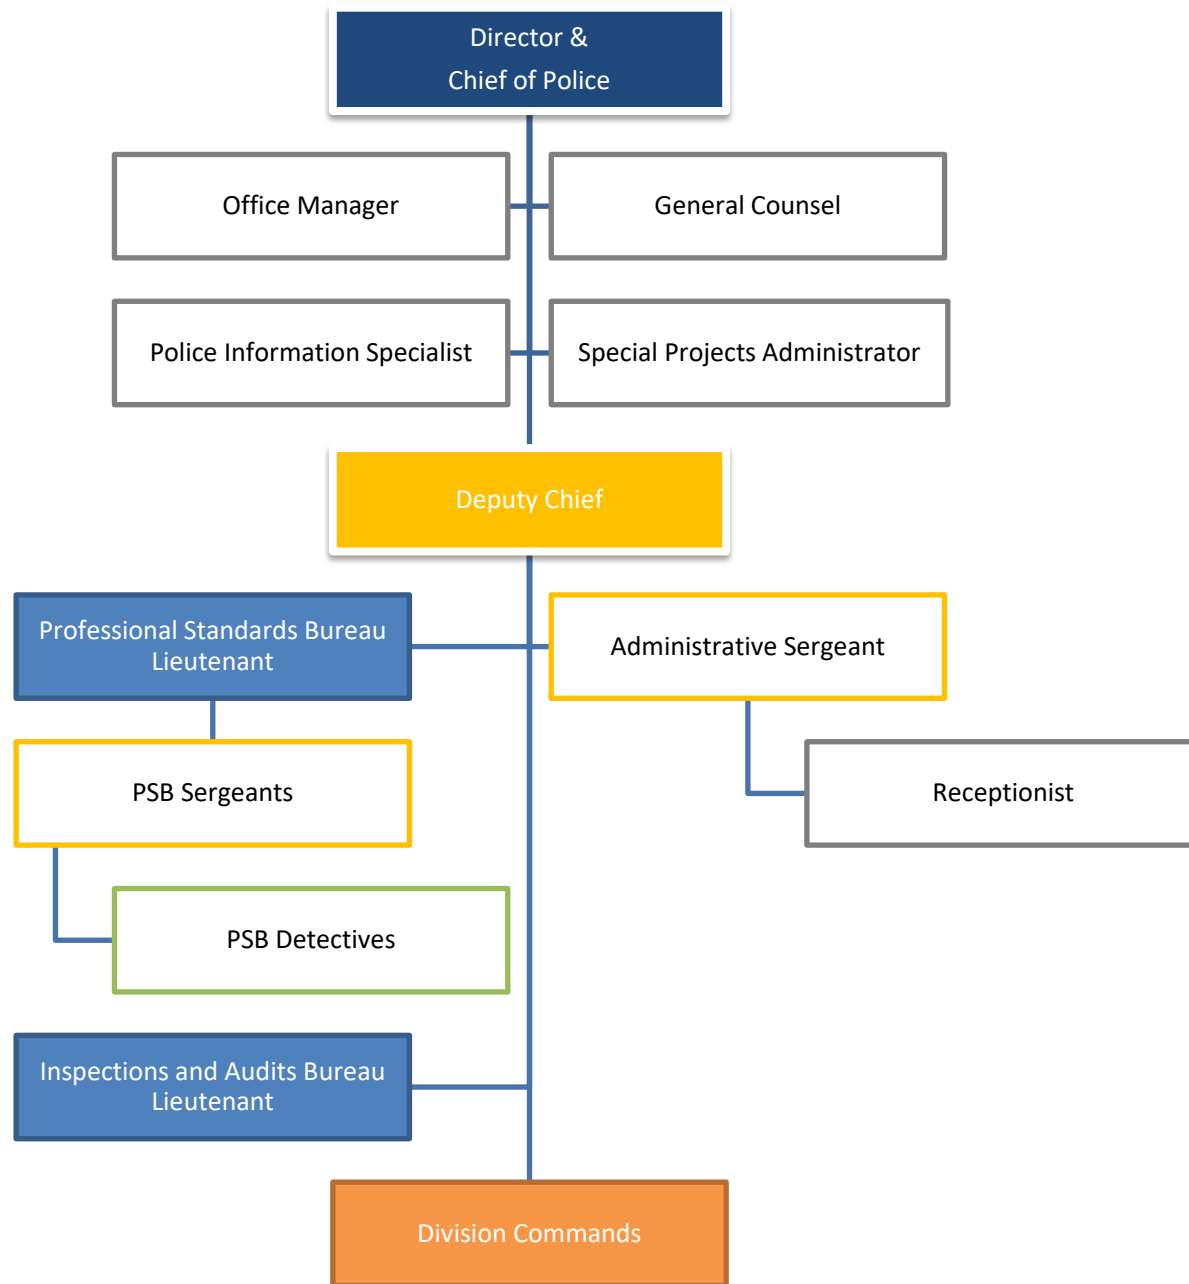 Director &
Chief of Police
Office Manager
General Counsel
Police Information Specialist
Special Projects Administrator
Deputy Chief
Professional Standards Bureau
Lieutenant
Administrative Sergeant
PSB Sergeants
Receptionist
PSB Detectives
Inspections and Audits Bureau
Lieutenant
Division Commands